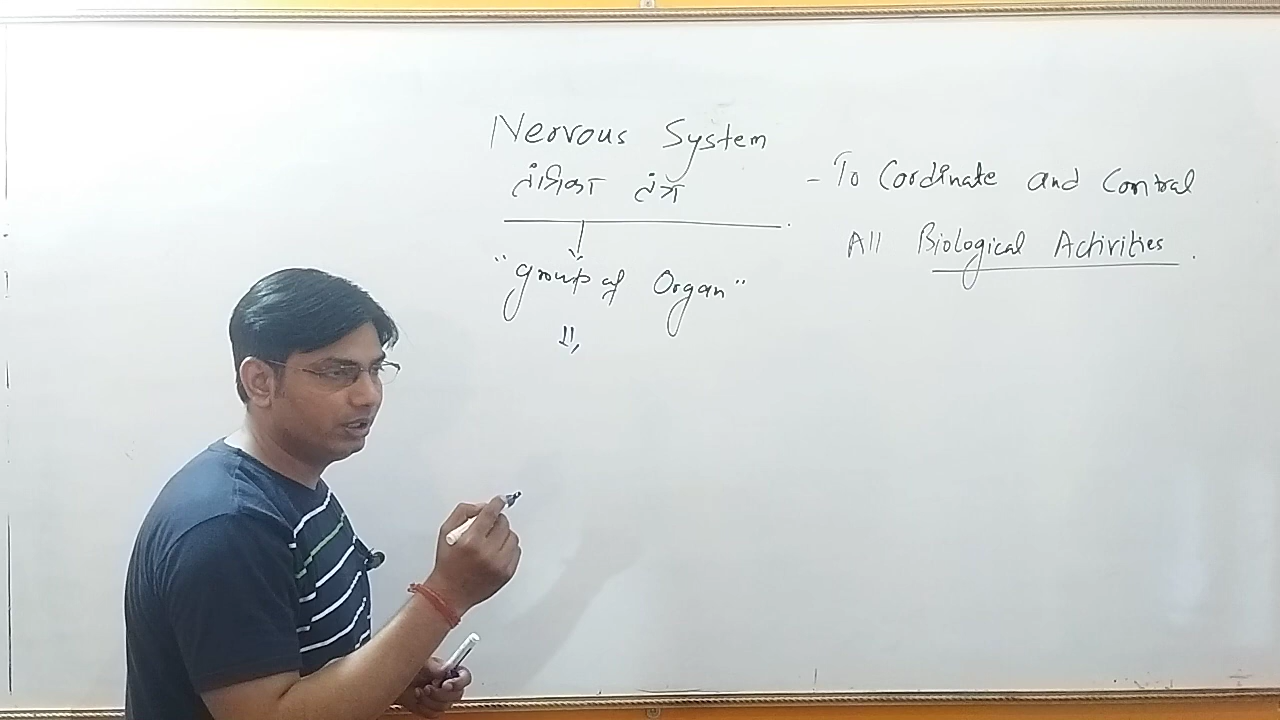 Nervous System
तंत्रिका तंत्र
"group of Organ"
- To Cordinate and Control
All Biological Activities.